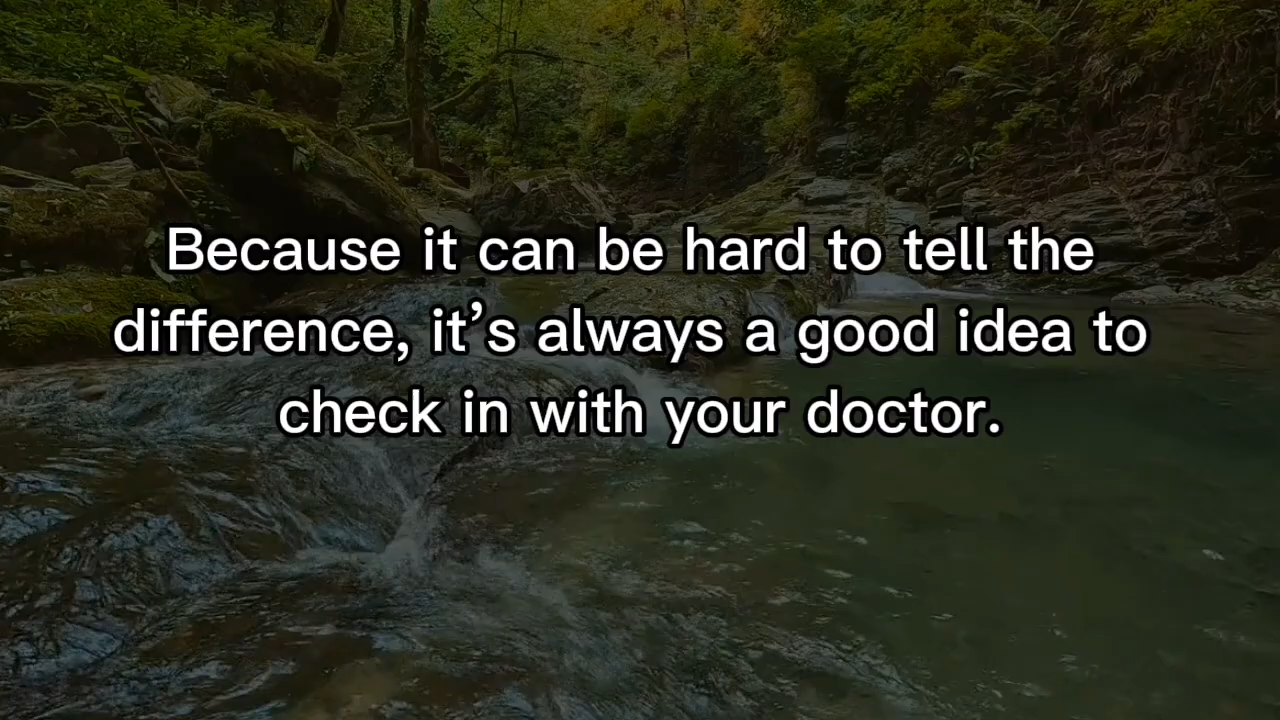 Because it can be hard to tell the
difference, it’s always a good idea to
check in with your doctor.